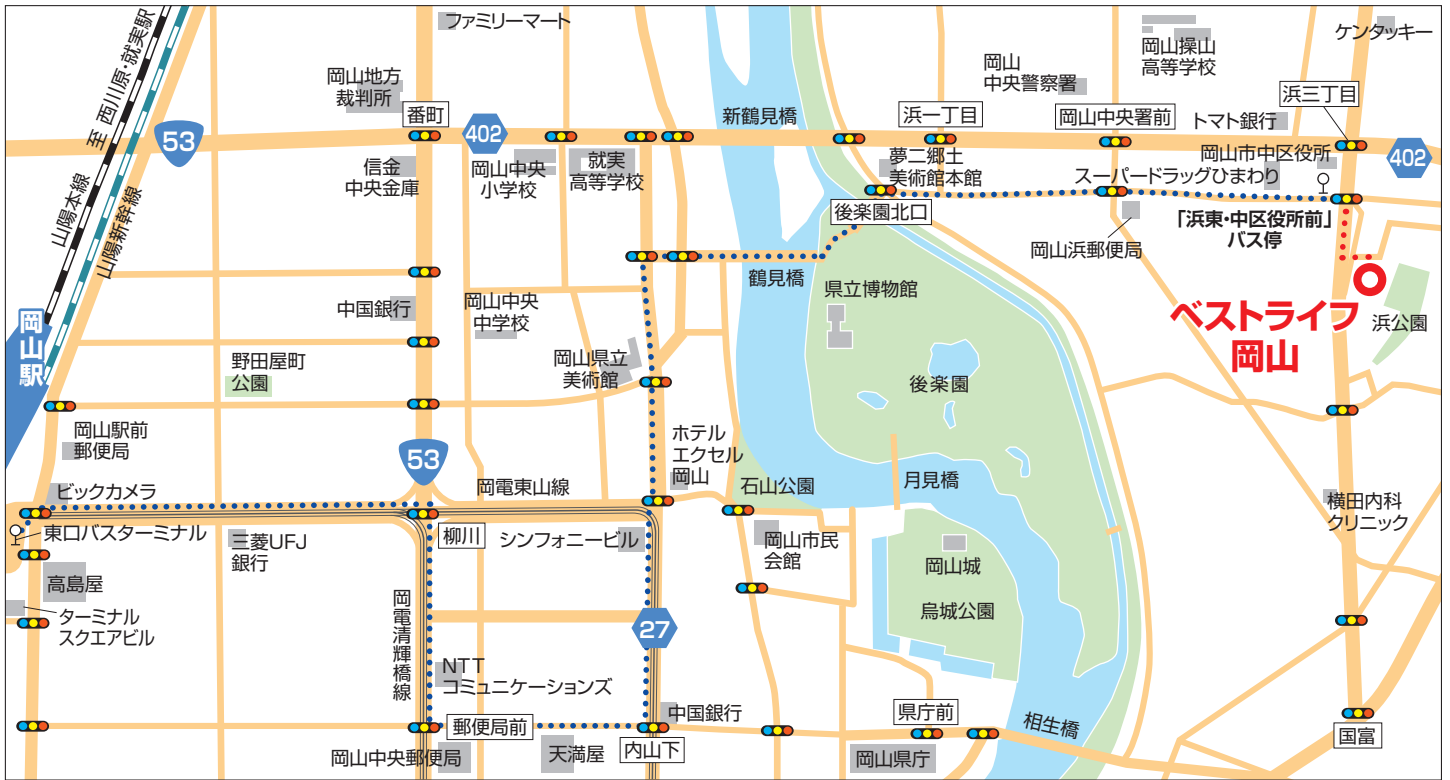 ファミリーマート
ケンタッキー
至 西川原・就実駅
岡山地方
裁判所
岡山
中央警察署
岡山操山
高等学校
番町
新鶴見橋
浜一丁目
岡山中央署前
トマト銀行
浜三丁目
53
402
402
信金
中央金庫
岡山中央
小学校
就実
高等学校
夢二郷土
美術館本館
岡山市中区役所
スーパードラッグひまわり
山陽本線
山陽新幹線
後楽園北口
岡山浜郵便局
「浜東・中区役所前」
バス停
鶴見橋
県立博物館
中国銀行
岡山中央
中学校
ベストライフ
岡山
浜公園
岡山駅
野田屋町
公園
岡山県立
美術館
後楽園
岡山駅前
郵便局
53
ホテル
エクセル
岡山
ビックカメラ
岡電東山線
石山公園
月見橋
横田内科
クリニック
東口バスターミナル
三菱UFJ
銀行
柳川
シンフォニービル
岡山市民
会館
岡山城
高島屋
烏城公園
ターミナル
スクエアビル
岡電清輝橋線
27
NTT
コミュニケーションズ
中国銀行
郵便局前
県庁前
相生橋
岡山中央郵便局
天満屋
内山下
岡山県庁
国富